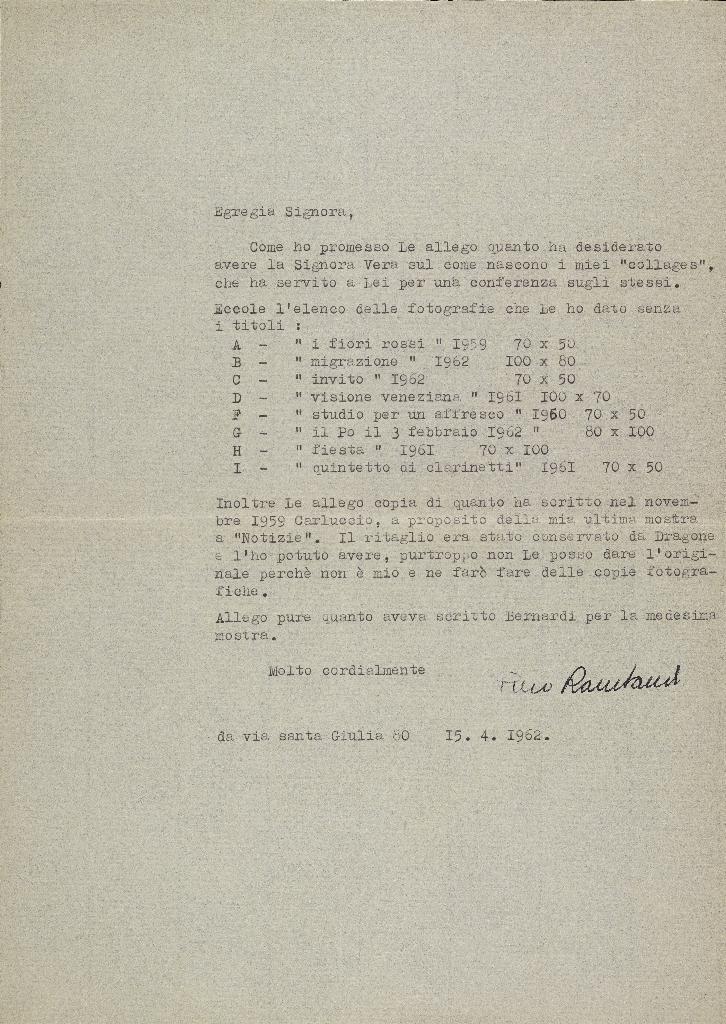 Egregia Signora,
Come ho promesso Le allego quanto ha desiderato
avere la Signora Vera sul come nascono i miei "collages",
che ha servito a Lei per una conferenza sugli stessi.
Eccole l'elenco delle fotografie che Le ho dato senza
i titoli :
A - " i fiori rossi " I959 70 x 50
B - " migrazione " I962 I00 x 80
C - " invito " I962 70 x 50
D - " visione veneziana " I96I I00 x 70
F - " studio per un affresco " I960 70 x 50
G - " il Po il 3 febbraio I962 " 80 x I00
H - " fiesta " I96I 70 x I00
I - " quintetto di clarinetti" I96I 70 x 50
Inoltre Le allego copia di quanto ha scritto nel novem-
bre I959 Carluccio, a proposito della mia ultima mostra
a "Notizie". Il ritaglio era stato conservato da Dragone
e l'ho potuto avere, purtroppo non Le posso dare l'origi-
nale perchè non è mio e ne farò fare delle copie fotogra-
fiche.
Allego pure quanto aveva scritto Bernardi per la medesima
mostra.
Molto cordialmente
da via santa Giulia 80 I5. 4. I962.